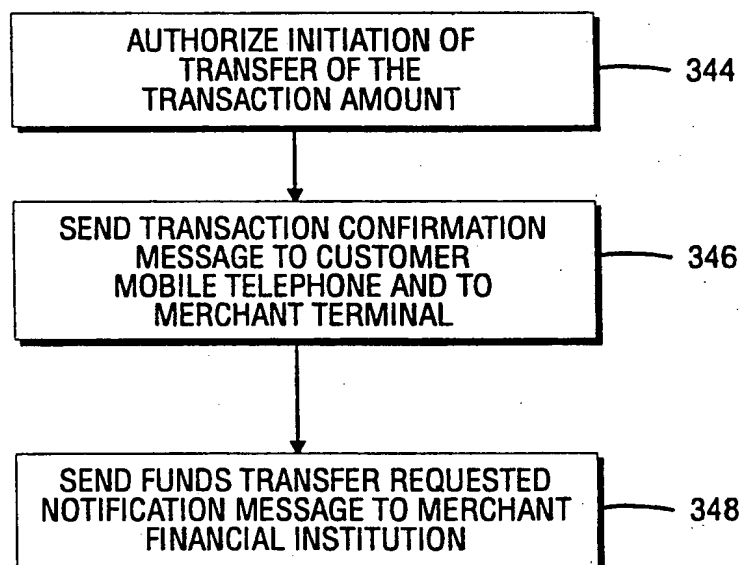 AUTHORIZE INITIATION OF
TRANSFER OF THE
TRANSACTION AMOUNT
344
SEND TRANSACTION CONFIRMATION
MESSAGE TO CUSTOMER
MOBILE TELEPHONE AND TO
MERCHANT TERMINAL
346
SEND FUNDS TRANSFER REQUESTED
NOTIFICATION MESSAGE TO MERCHANT
FINANCIAL INSTITUTION
348